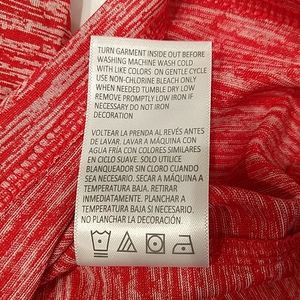 TURN GARMENT INSIDE OUT BEFORE
WASHING MACHINE WASH COLD
WITH LIKE COLORS ON GENTLE CYCLE
USE NON-CHLORINE BLEACH ONLY
WHEN NEEDED TUMBLE DRY LOW
REMOVE PROMPTLY LOW IRON IF
NECESSARY DO NOT IRON
DECORATION
VOLTEAR LA PRENDA AL REVÉS ANTES
DE LAVAR. LAVAR A MÁQUINA CON
AGUA FRÍA CON COLORES SIMILARES
EN CICLO SUAVE. SOLO UTILICE
BLANQUEADOR SIN CLORO CUANDO
SEA NECESARIO. SECAR A MÁQUINA A
TEMPERATURA BAJA. RETIRAR
INMEDIATAMENTE. PLANCHAR A
TEMPERATURA BAJA SI NECESARIO.
NO PLANCHAR LA DECORACIÓN